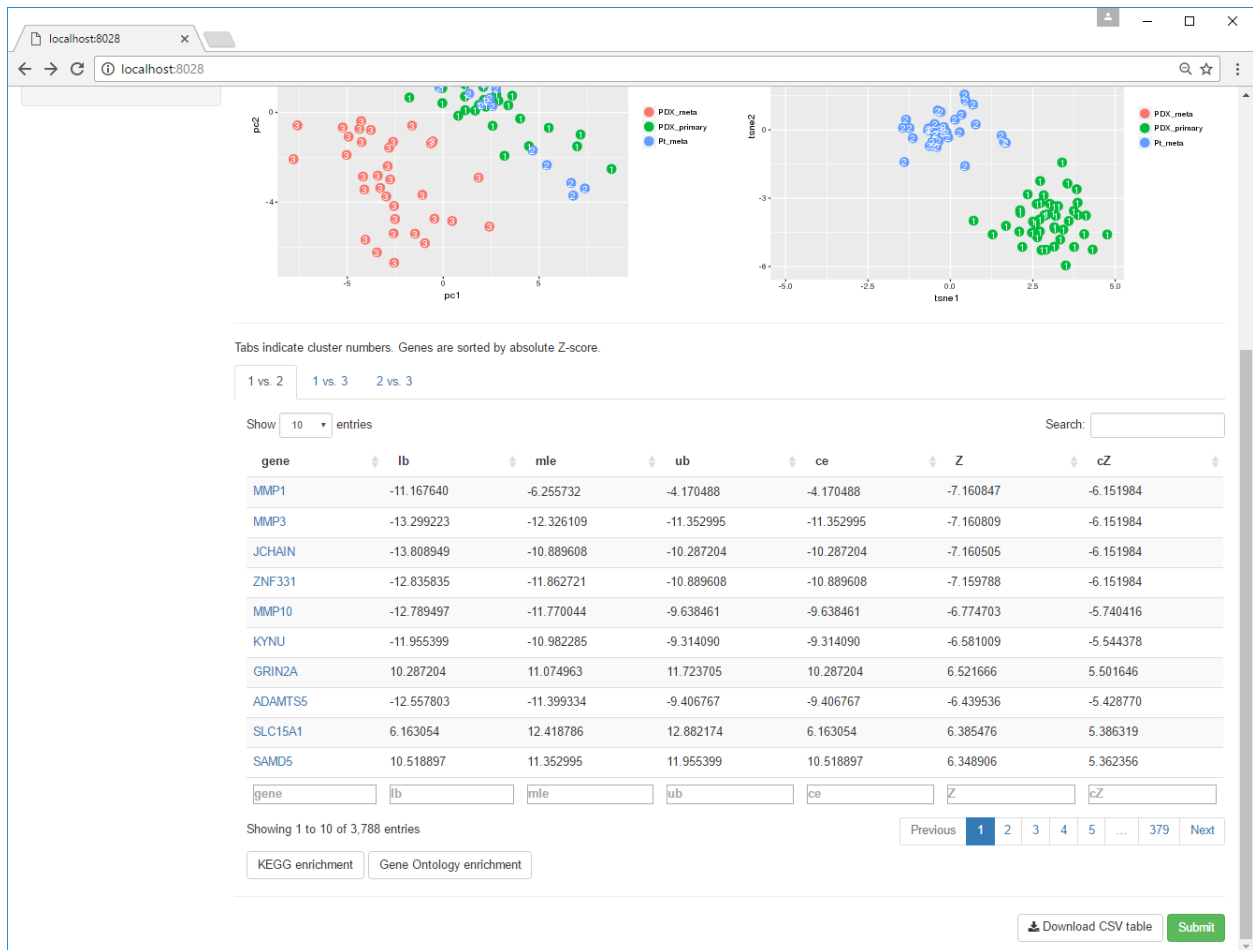 localhost:8028 ×
localhost:8028
0
-4
pc2
-5 0 5
pc1
PDX_meta
PDX_primary
Pt_meta
0
-3
-6
tsne2
-5.0 -2.5 0.0 2.5 5.0
tsne1
PDX_meta
PDX_primary
Pt_meta
Tabs indicate cluster numbers. Genes are sorted by absolute Z-score.
1 vs. 2 1 vs. 3 2 vs. 3
Show 10 entries Search:
gene lb mle ub ce Z cZ
MMP1 -11.167640 -6.255732 -4.170488 -4.170488 -7.160847 -6.151984
MMP3 -13.299223 -12.326109 -11.352995 -11.352995 -7.160809 -6.151984
JCHAIN -13.808949 -10.889608 -10.287204 -10.287204 -7.160505 -6.151984
ZNF331 -12.835835 -11.862721 -10.889608 -10.889608 -7.159788 -6.151984
MMP10 -12.789497 -11.770044 -9.638461 -9.638461 -6.774703 -5.740416
KYNU -11.955399 -10.982285 -9.314090 -9.314090 -6.581009 -5.544378
GRIN2A 10.287204 11.074963 11.723705 10.287204 6.521666 5.501646
ADAMTS5 -12.557803 -11.399334 -9.406767 -9.406767 -6.439536 -5.428770
SLC15A1 6.163054 12.418786 12.882174 6.163054 6.385476 5.386319
SAMD5 10.518897 11.352995 11.955399 10.518897 6.348906 5.362356
gene lb mle ub ce Z cZ
Showing 1 to 10 of 3,788 entries
Previous 1 2 3 4 5 … 379 Next
KEGG enrichment Gene Ontology enrichment
Download CSV table Submit